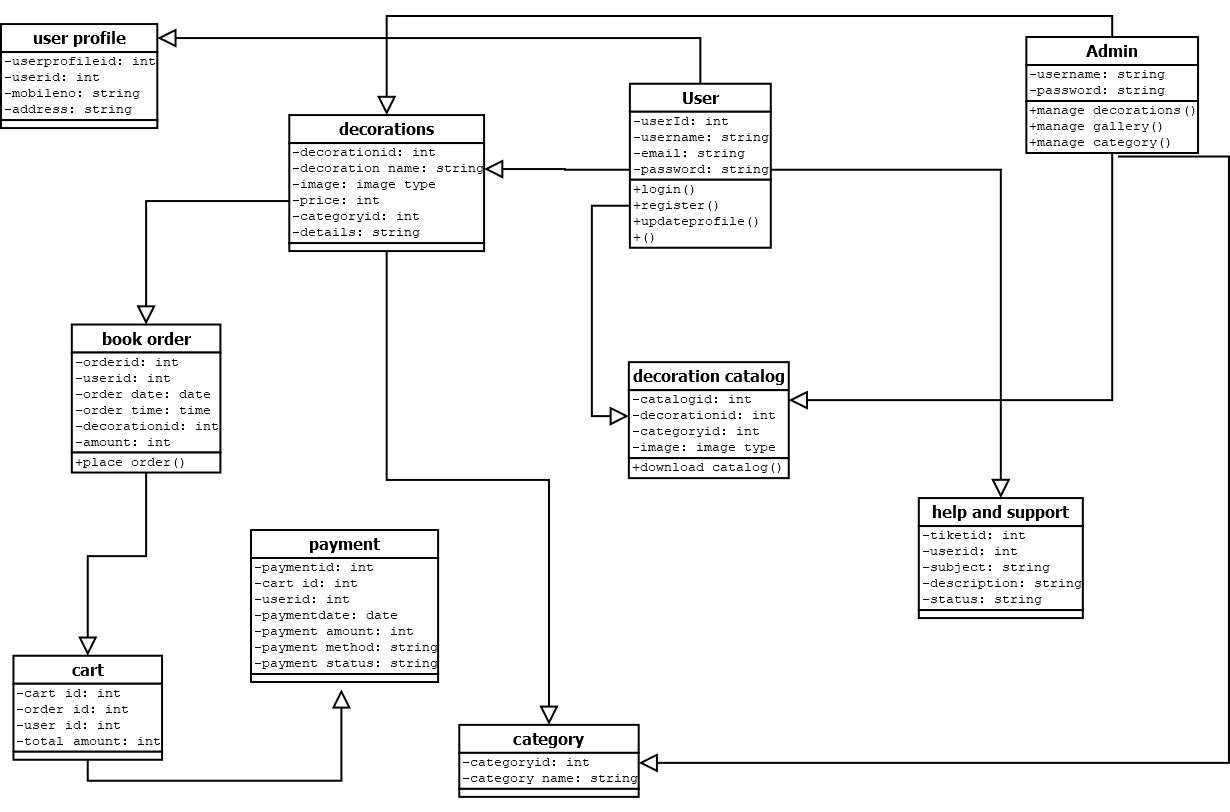 user profile
-userprofileid: int
-userid: int
-mobileno: string
-address: string
decorations
-decorationid: int
-decoration name: string
-image: image type
-price: int
-categoryid: int
-details: string
User
-userId: int
-username: string
-email: string
-password: string
+login()
+register()
+updateprofile()
+()
Admin
-username: string
-password: string
+manage decorations()
+manage gallery()
+manage category()
book order
-orderid: int
-userid: int
-order date: date
-order time: time
-decorationid: int
-amount: int
+place order()
decoration catalog
-catalogid: int
-decorationid: int
-categoryid: int
-image: image type
+download catalog()
help and support
-tiketid: int
-userid: int
-subject: string
-description: string
-status: string
payment
-paymentid: int
-cart id: int
-userid: int
-paymentdate: date
-payment amount: int
-payment method: string
-payment status: string
cart
-cart id: int
-order id: int
-user id: int
-total amount: int
category
-categoryid: int
-category name: string